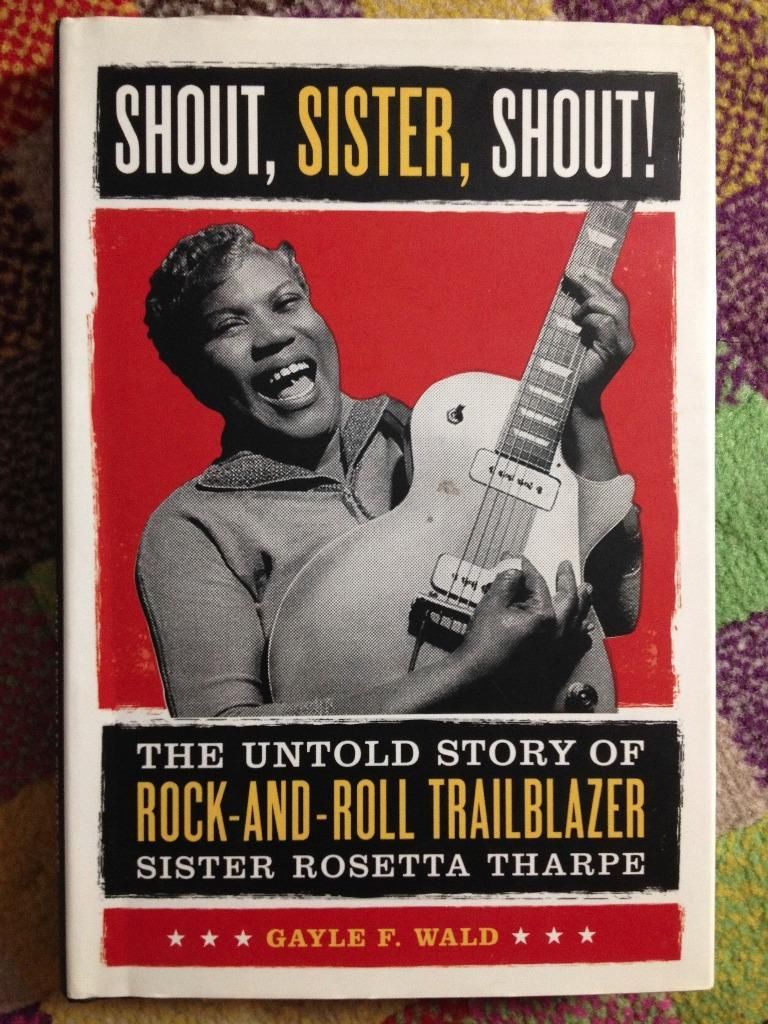 SHOUT, SISTER, SHOUT!
THE UNTOLD STORY OF
ROCK-AND-ROLL TRAILBLAZER
SISTER ROSETTA THARPE
★ ★ ★ GAYLE F. WALD ★ ★ ★